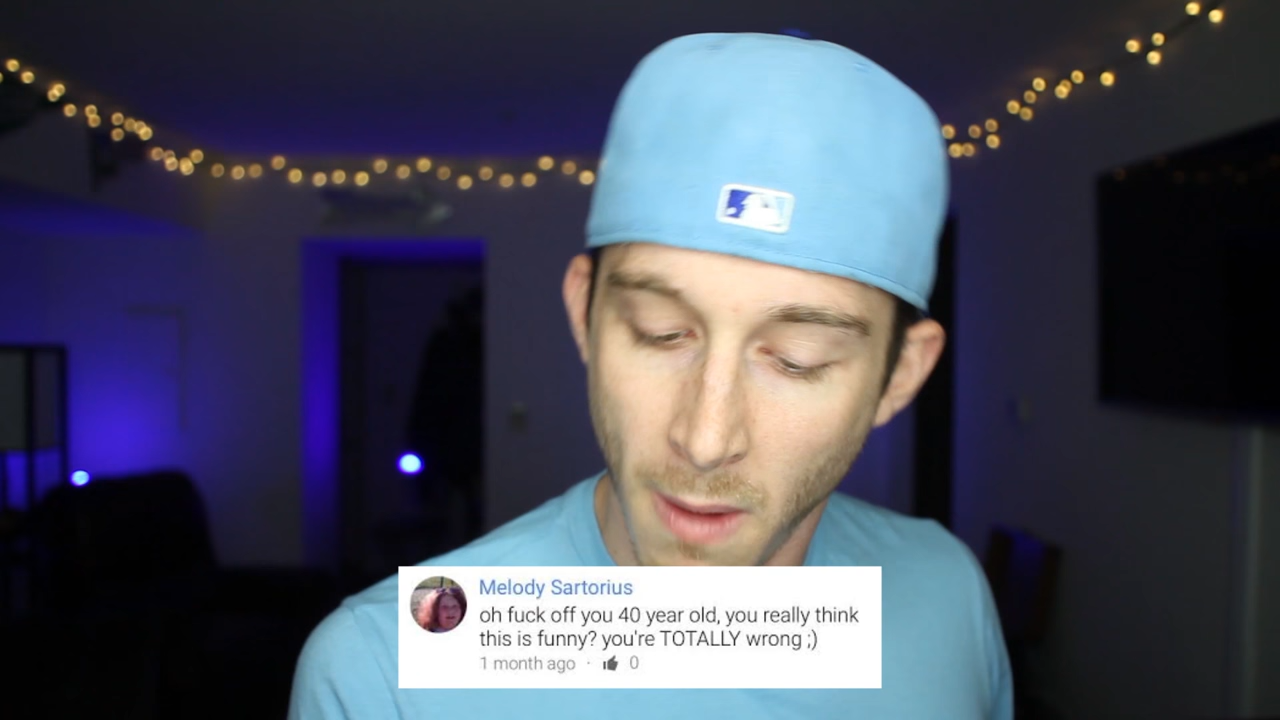 Melody Sartorius
oh fuck off you 40 year old, you really think
this is funny? you're TOTALLY wrong ;)
1 month ago · 0